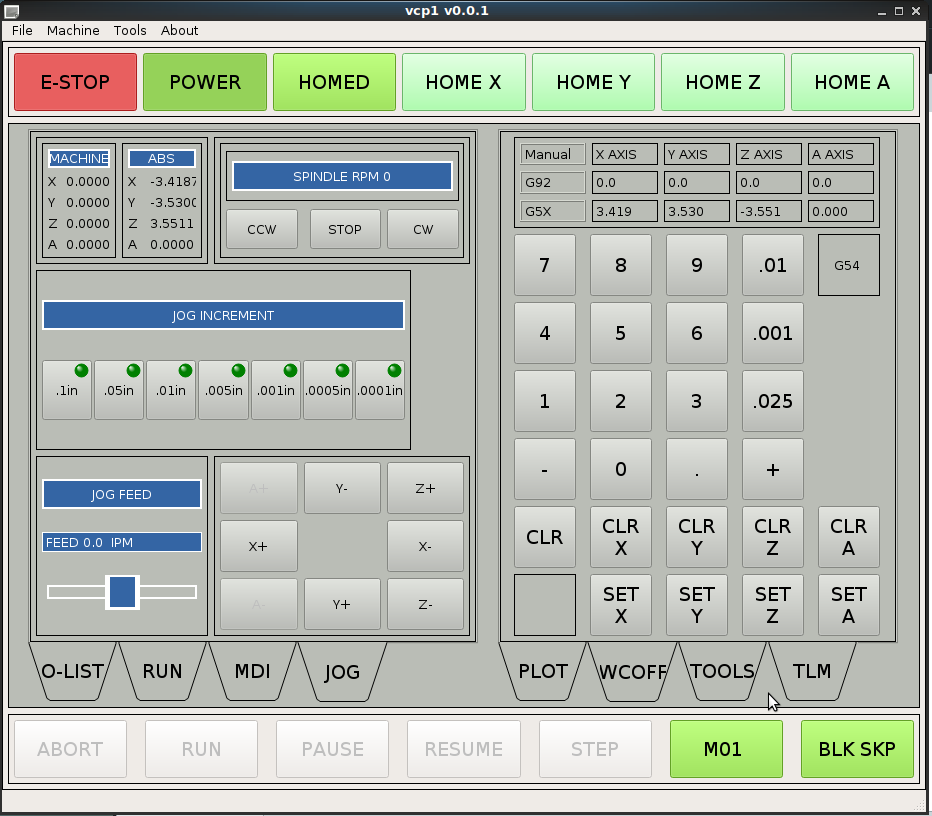 vcp1 v0.0.1
File Machine Tools About
E-STOP POWER HOMED HOME X HOME Y HOME Z HOME A
MACHINE
X 0.0000
Y 0.0000
Z 0.0000
A 0.0000
ABS
X -3.4187
Y -3.5300
Z 3.5511
A 0.0000
SPINDLE RPM 0
CCW STOP CW
JOG INCREMENT
.1in .05in .01in .005in .001in .0005in .0001in
JOG FEED
FEED 0.0 IPM
A+ Y- Z+
X+ X-
A- Y+ Z-
O-LIST RUN MDI JOG
Manual X AXIS Y AXIS Z AXIS A AXIS
G92 0.0 0.0 0.0 0.0
G5X 3.419 3.530 -3.551 0.000
7 8 9 .01 G54
4 5 6 .001
1 2 3 .025
- 0 . +
CLR CLR X CLR Y CLR Z CLR A
SET X SET Y SET Z SET A
PLOT WCOFF TOOLS TLM
ABORT RUN PAUSE RESUME STEP M01 BLK SKP